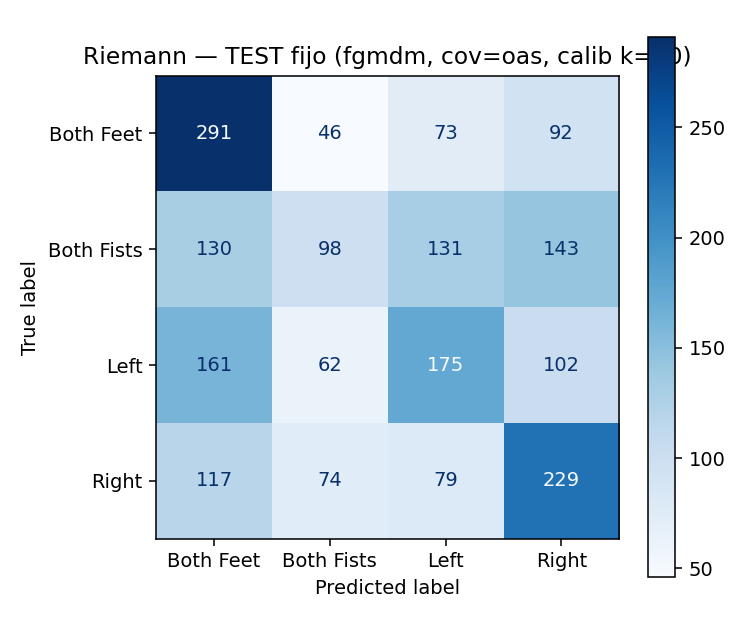 Riemann — TEST fijo (fgmdm, cov=oas, calib k= 0)
Both Feet 291 46 73 92
Both Fists 130 98 131 143
Left 161 62 175 102
Right 117 74 79 229
Both Feet Both Fists Left Right
Predicted label
True label
250
200
150
100
50